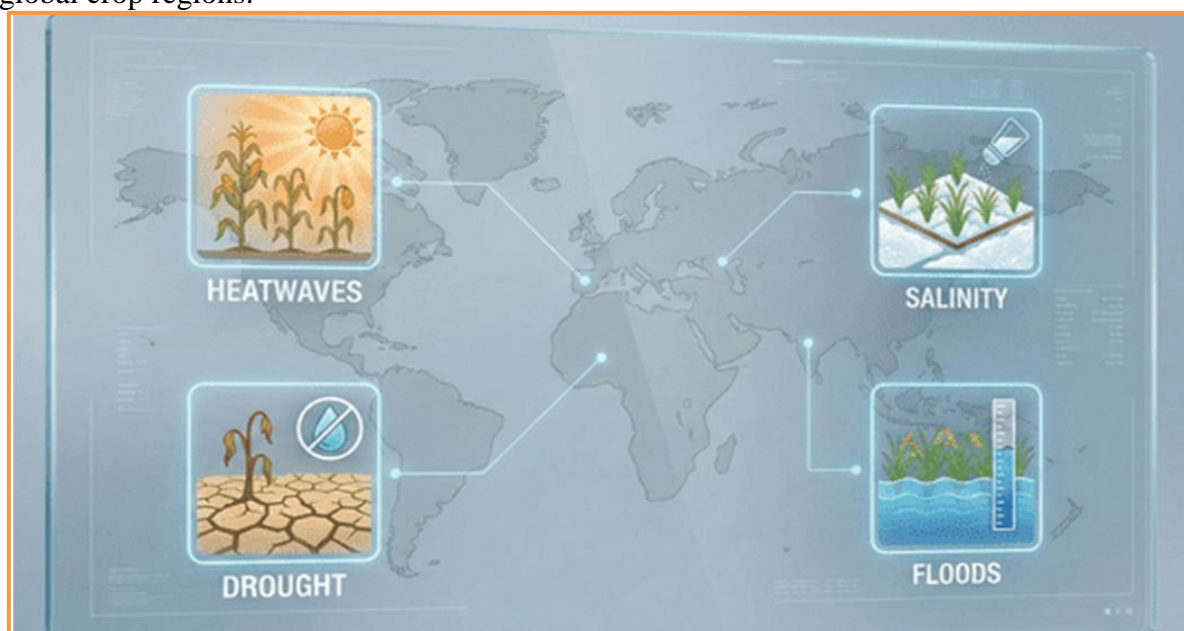 global crop regions.
HEATWAVES
SALINITY
DROUGHT
FLOODS